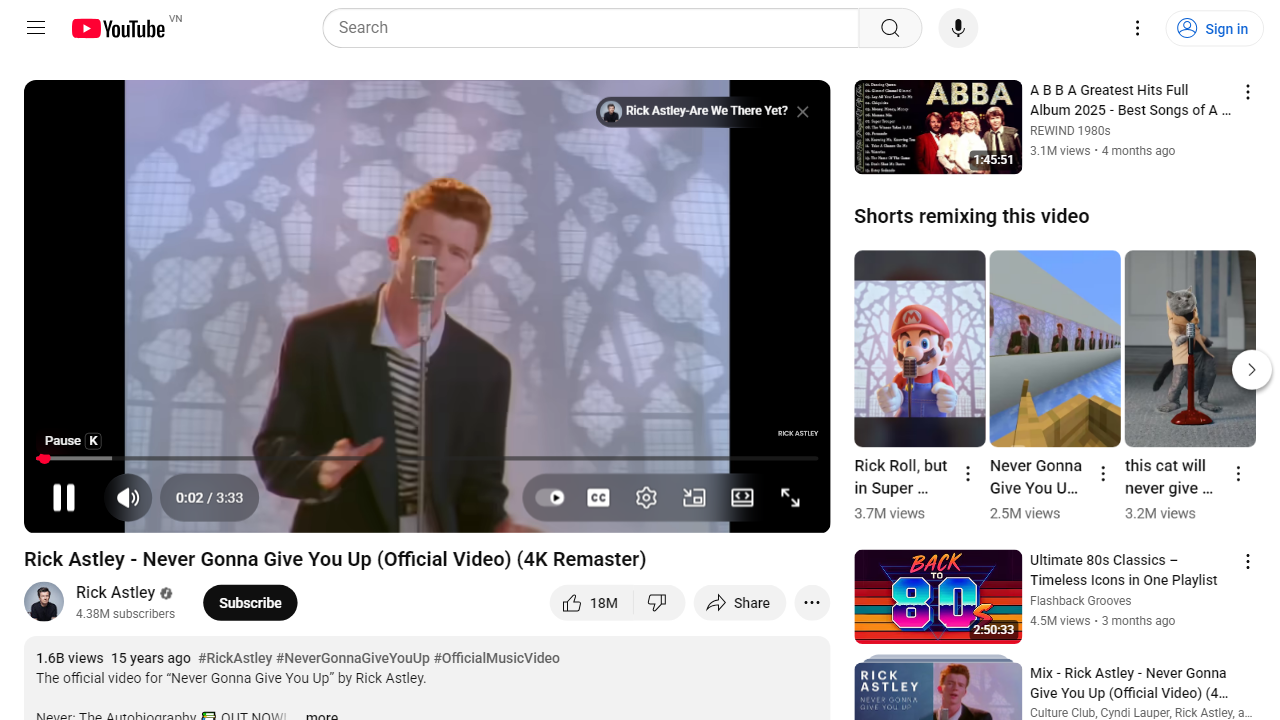 YouTube VN
Search
Sign in
Rick Astley-Are We There Yet?
RICK ASTLEY
Pause K
0:02 / 3:33
CC
Rick Astley - Never Gonna Give You Up (Official Video) (4K Remaster)
Rick Astley
4.38M subscribers
Subscribe
18M
Share
1.6B views 15 years ago #RickAstley #NeverGonnaGiveYouUp #OfficialMusicVideo
The official video for “Never Gonna Give You Up” by Rick Astley.
Never: The Autobiography 📚 OUT NOW! ...more
ABBA
1:45:51
A B B A Greatest Hits Full
Album 2025 - Best Songs of A ...
REWIND 1980s
3.1M views • 4 months ago
Shorts remixing this video
Rick Roll, but
in Super ...
3.7M views
Never Gonna
Give You U...
2.5M views
this cat will
never give ...
3.2M views
BACK
TO
80s
2:50:33
Ultimate 80s Classics –
Timeless Icons in One Playlist
Flashback Grooves
4.5M views • 3 months ago
RICK
ASTLEY
NEVER GONNA
GIVE YOU UP
Mix - Rick Astley - Never Gonna
Give You Up (Official Video) (4...
Culture Club, Cyndi Lauper, Rick Astley, a...